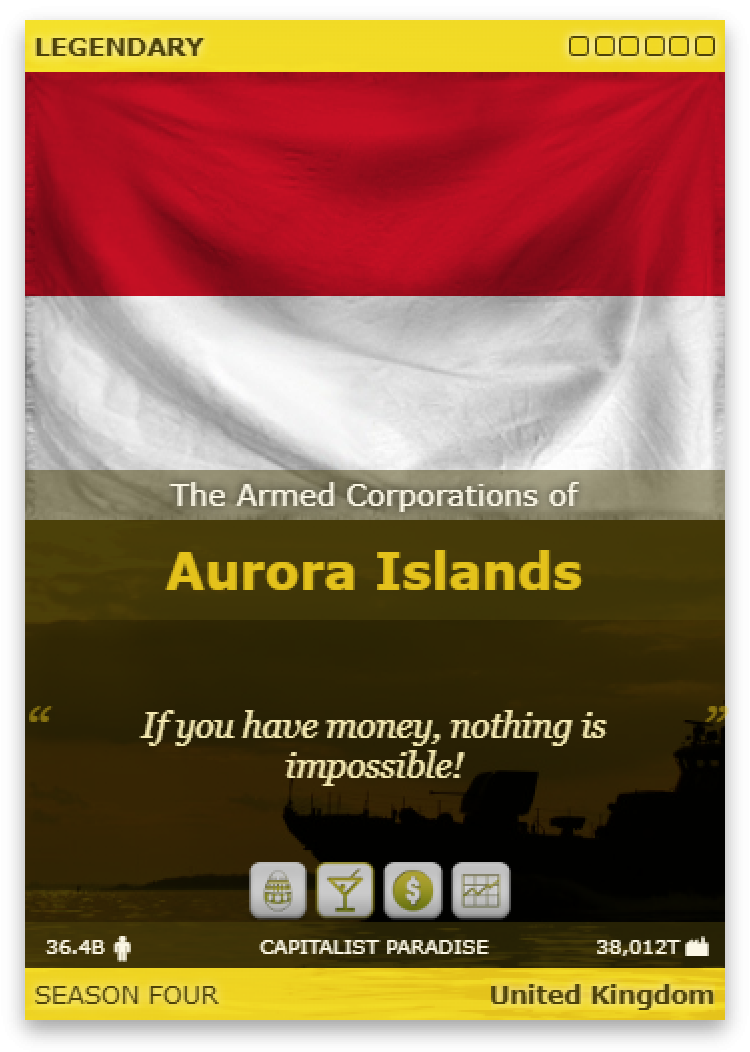 LEGENDARY
The Armed Corporations of
Aurora Islands
“ If you have money, nothing is ”
impossible!
$
36.4B CAPITALIST PARADISE 38,012T
SEASON FOUR United Kingdom